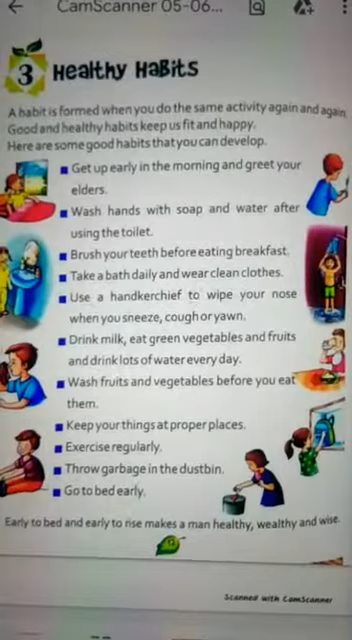 CamScanner 05-06...
3 Healthy Habits
A habit is formed when you do the same activity again and again.
Good and healthy habits keep us fit and happy.
Here are some good habits that you can develop.
Get up early in the morning and greet your
elders.
Wash hands with soap and water after
using the toilet.
Brush your teeth before eating breakfast.
Take a bath daily and wear clean clothes.
Use a handkerchief to wipe your nose
when you sneeze, cough or yawn.
Drink milk, eat green vegetables and fruits
and drink lots of water every day.
Wash fruits and vegetables before you eat
them.
Keep your things at proper places.
Exercise regularly.
Throw garbage in the dustbin.
Go to bed early.
Early to bed and early to rise makes a man healthy, wealthy and wise.
Scanned with CamScanner